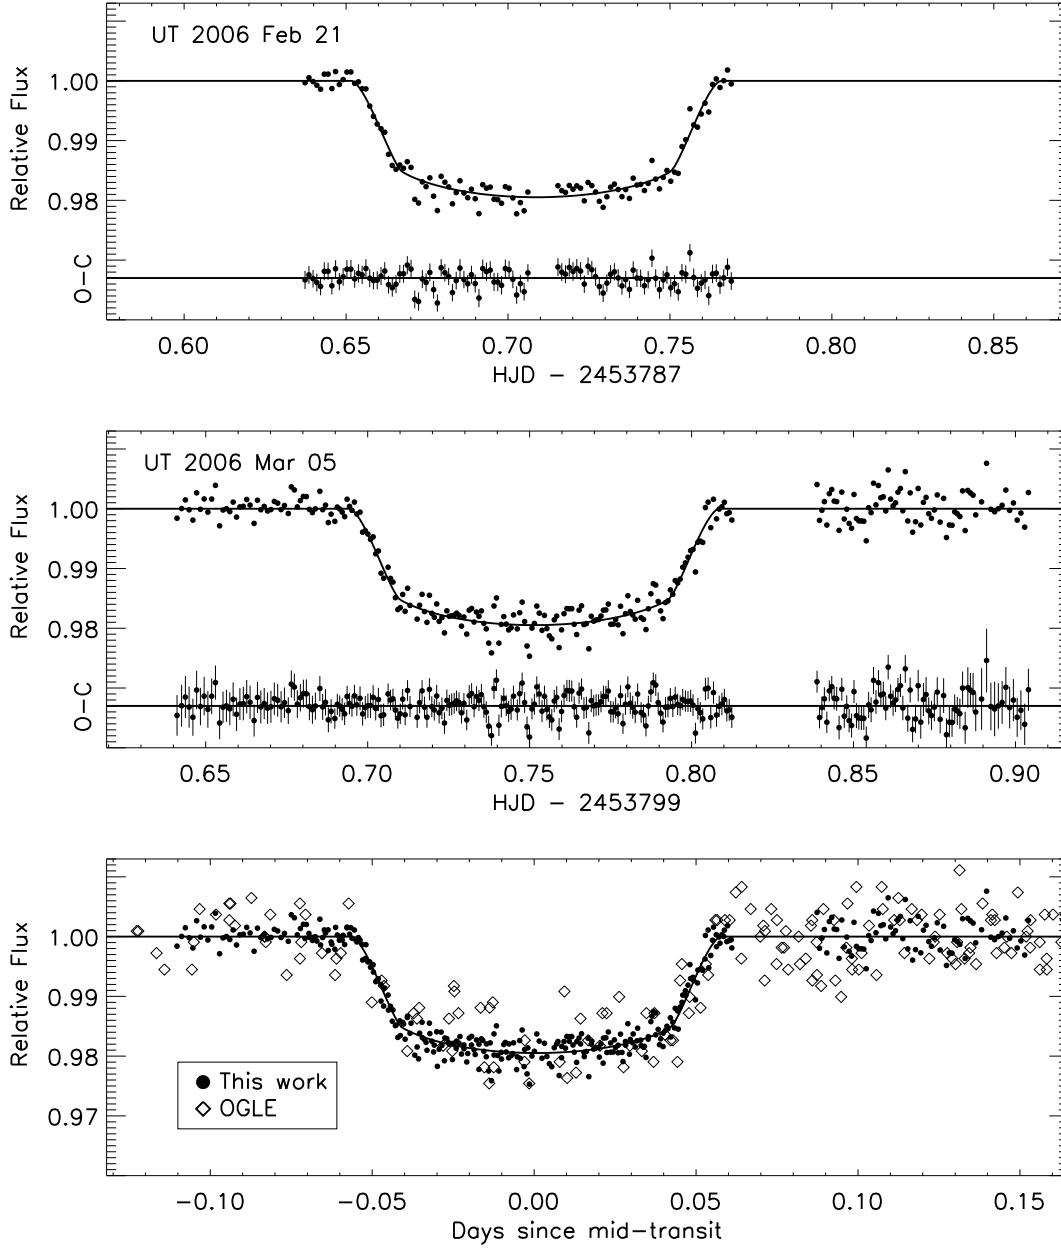 UT 2006 Feb 21
Relative Flux
1.00
0.99
0.98
O-C
0.60 0.65 0.70 0.75 0.80 0.85
HJD - 2453787
UT 2006 Mar 05
Relative Flux
1.00
0.99
0.98
O-C
0.65 0.70 0.75 0.80 0.85 0.90
HJD - 2453799
Relative Flux
1.00
0.99
0.98
0.97
This work
OGLE
-0.10 -0.05 0.00 0.05 0.10 0.15
Days since mid-transit